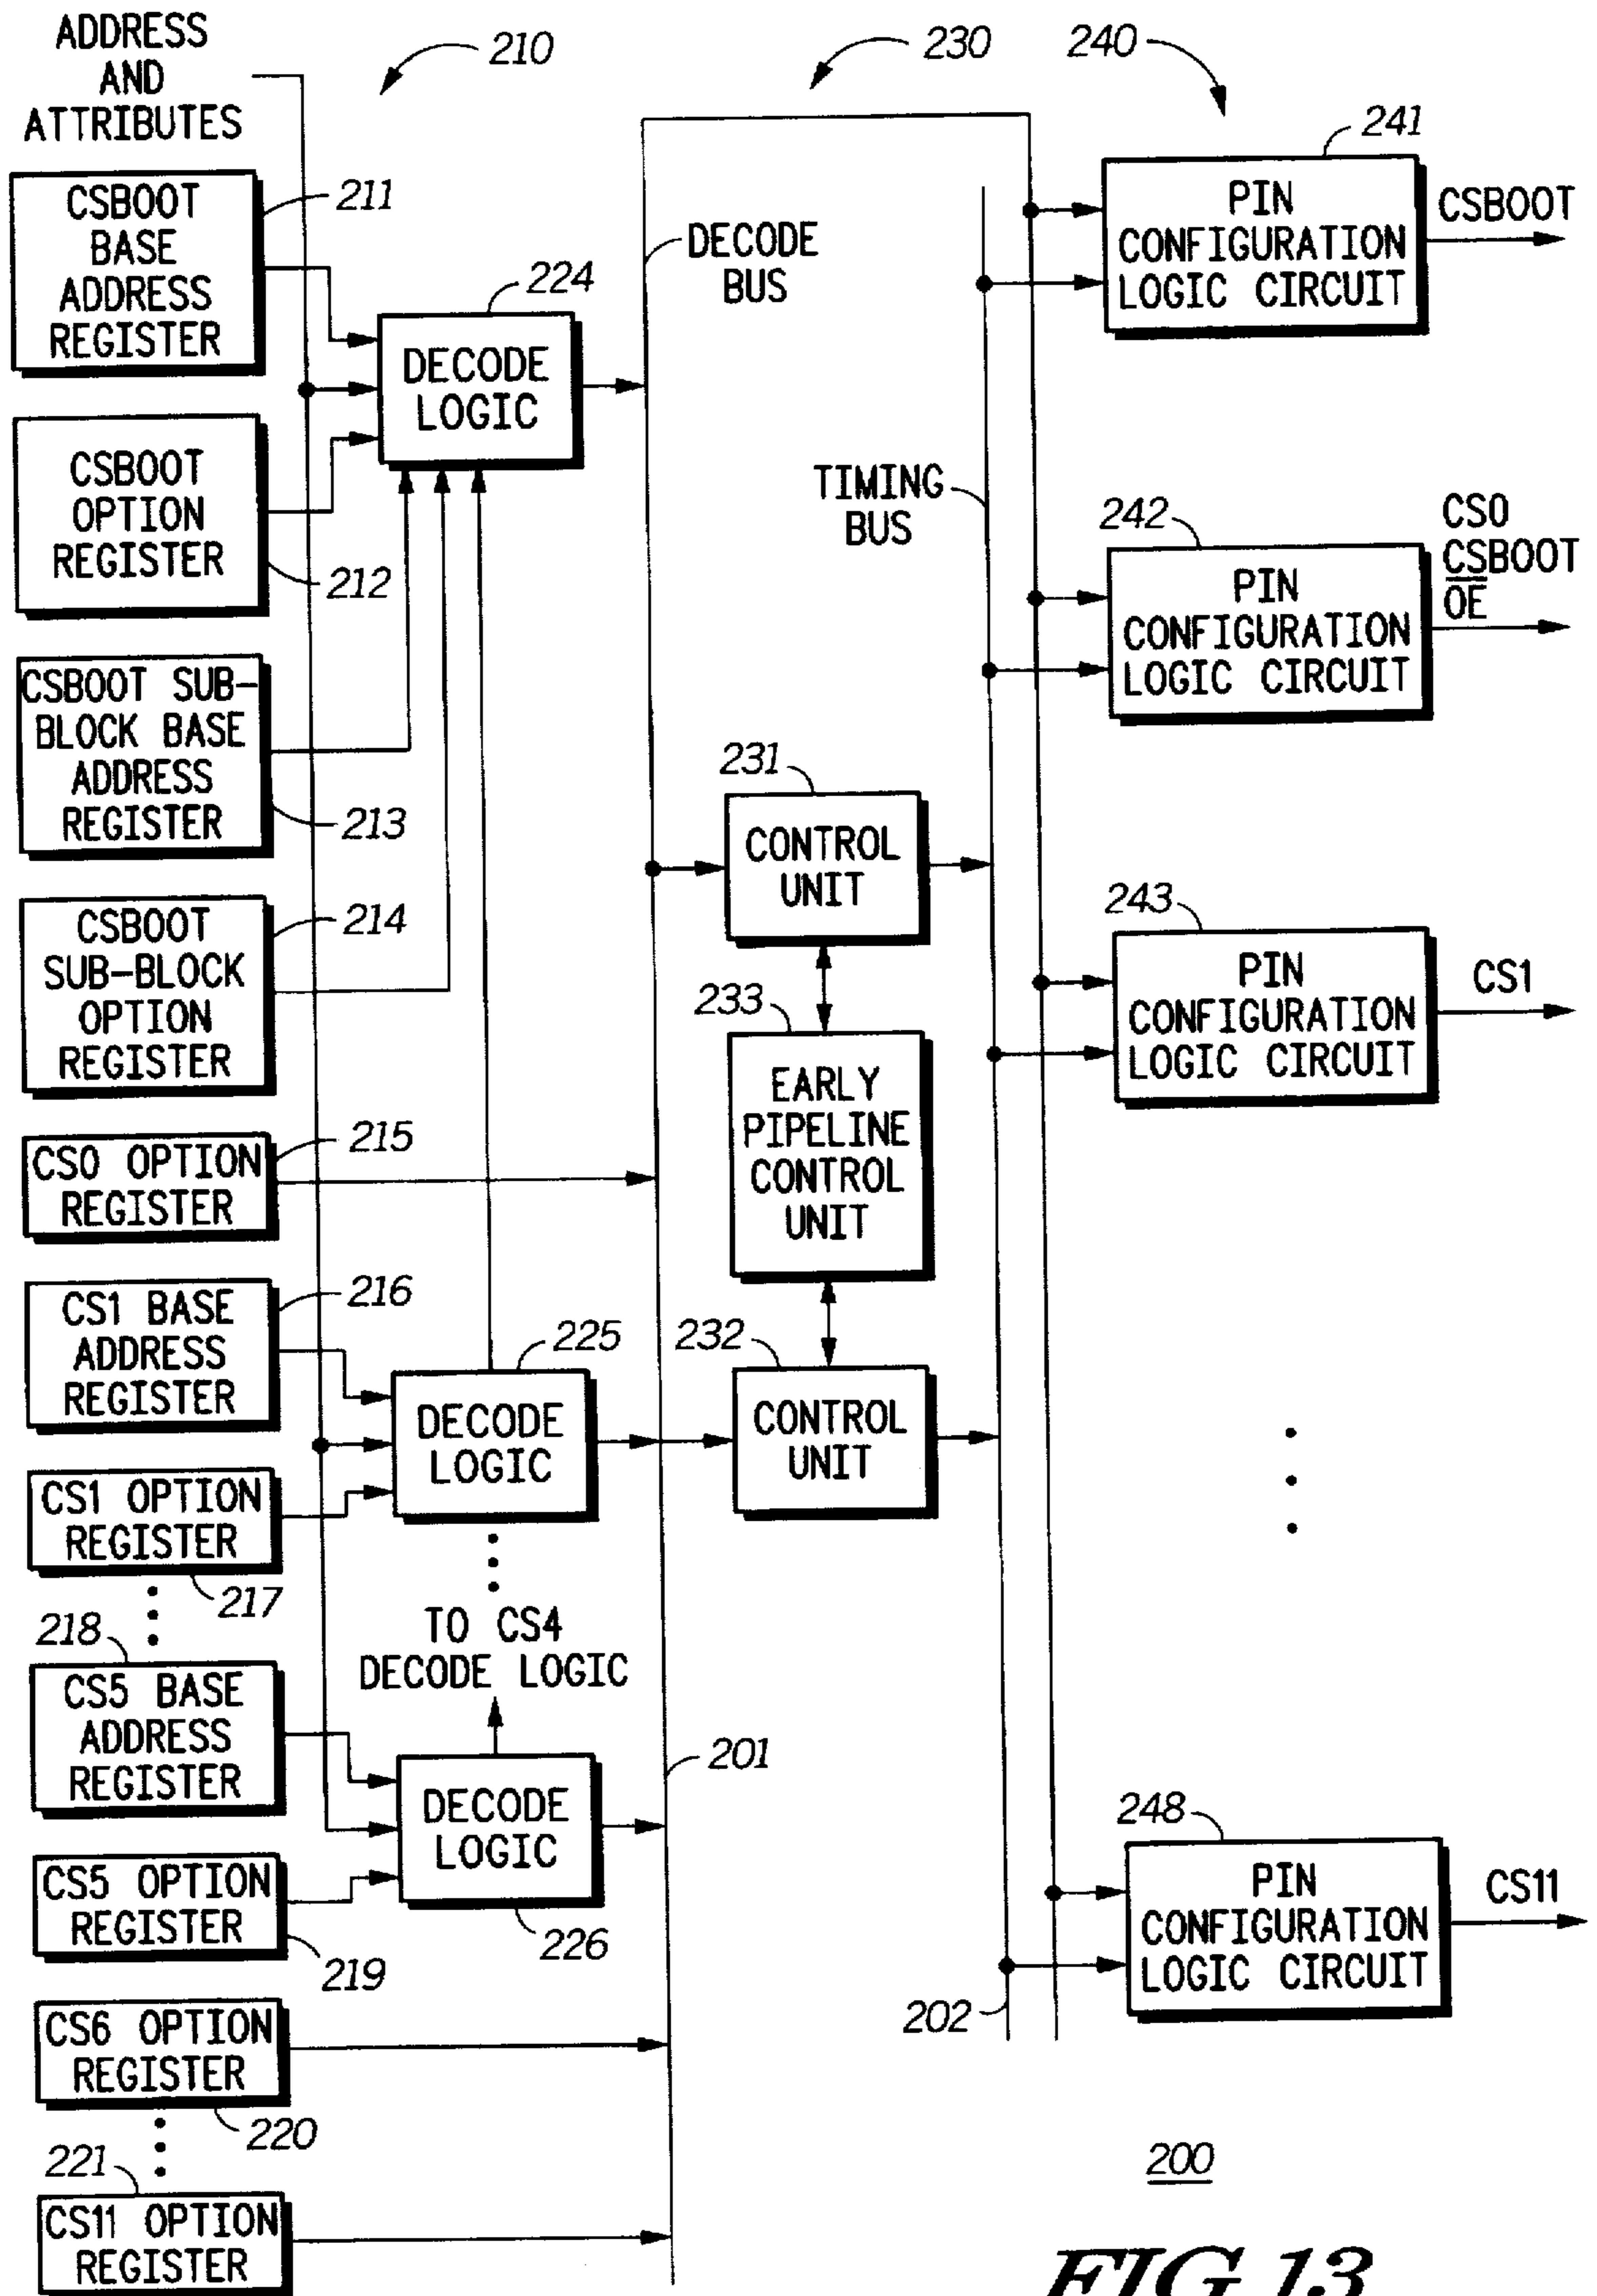 ADDRESS
AND
ATTRIBUTES
210
230
240
CSBOOT
BASE
ADDRESS
REGISTER
211
CSBOOT
OPTION
REGISTER
212
CSBOOT SUB-
BLOCK BASE
ADDRESS
REGISTER
213
CSBOOT
SUB-BLOCK
OPTION
REGISTER
214
CS0 OPTION
REGISTER
215
CS1 BASE
ADDRESS
REGISTER
216
CS1 OPTION
REGISTER
217
218
CS5 BASE
ADDRESS
REGISTER
CS5 OPTION
REGISTER
219
CS6 OPTION
REGISTER
220
221
CS11 OPTION
REGISTER
224
DECODE
LOGIC
225
DECODE
LOGIC
TO CS4
DECODE LOGIC
DECODE
LOGIC
226
DECODE
BUS
201
TIMING
BUS
231
CONTROL
UNIT
233
EARLY
PIPELINE
CONTROL
UNIT
232
CONTROL
UNIT
202
241
PIN
CONFIGURATION
LOGIC CIRCUIT
CSBOOT
242
PIN
CONFIGURATION
LOGIC CIRCUIT
CS0
CSBOOT
OE
243
PIN
CONFIGURATION
LOGIC CIRCUIT
CS1
248
PIN
CONFIGURATION
LOGIC CIRCUIT
CS11
200
FIG.13